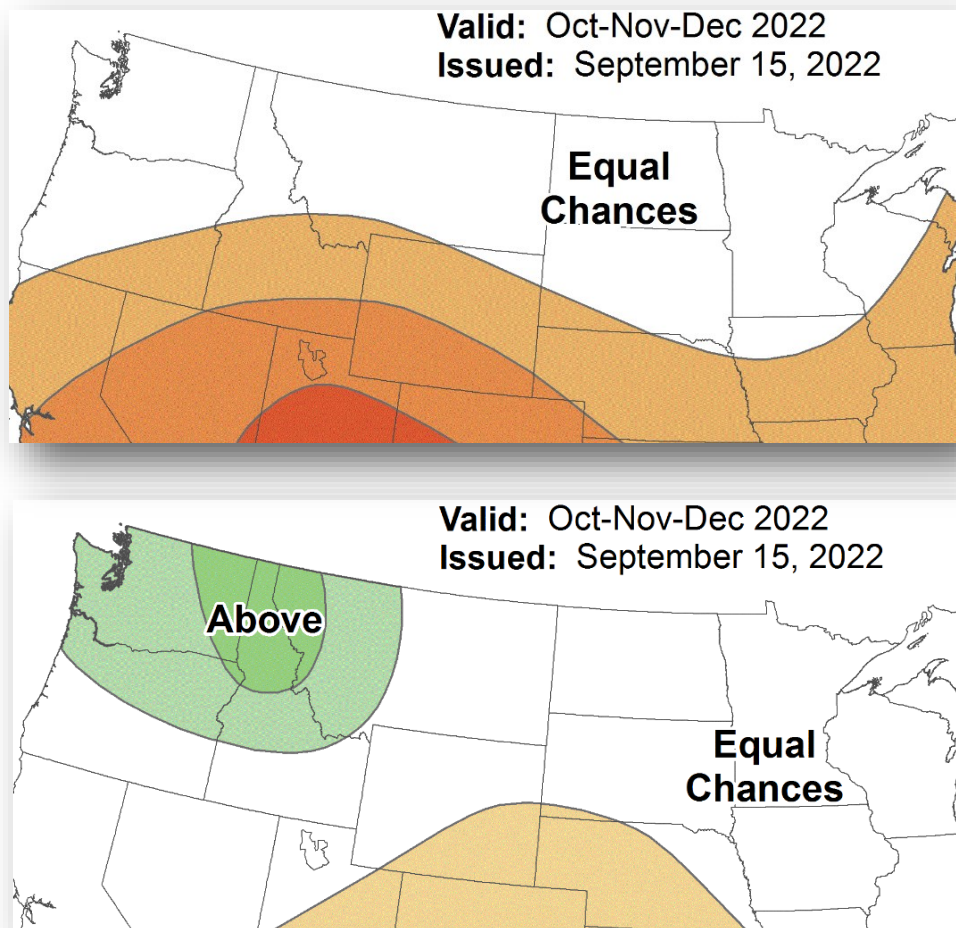 Valid: Oct-Nov-Dec 2022
Issued: September 15, 2022
Equal
Chances
Valid: Oct-Nov-Dec 2022
Issued: September 15, 2022
Above
Equal
Chances